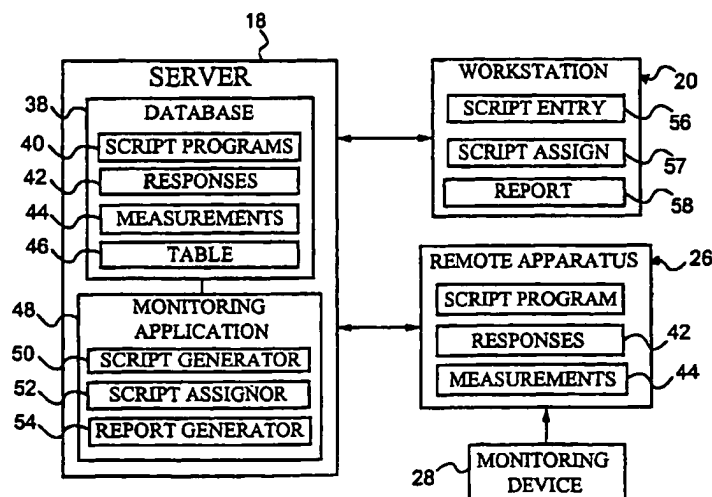 18
SERVER
38
DATABASE
40
SCRIPT PROGRAMS
42
RESPONSES
44
MEASUREMENTS
46
TABLE
48
MONITORING
APPLICATION
50
SCRIPT GENERATOR
52
SCRIPT ASSIGNOR
54
REPORT GENERATOR
WORKSTATION
20
SCRIPT ENTRY
56
SCRIPT ASSIGN
57
REPORT
58
REMOTE APPARATUS
26
SCRIPT PROGRAM
RESPONSES
42
MEASUREMENTS
44
28
MONITORING
DEVICE